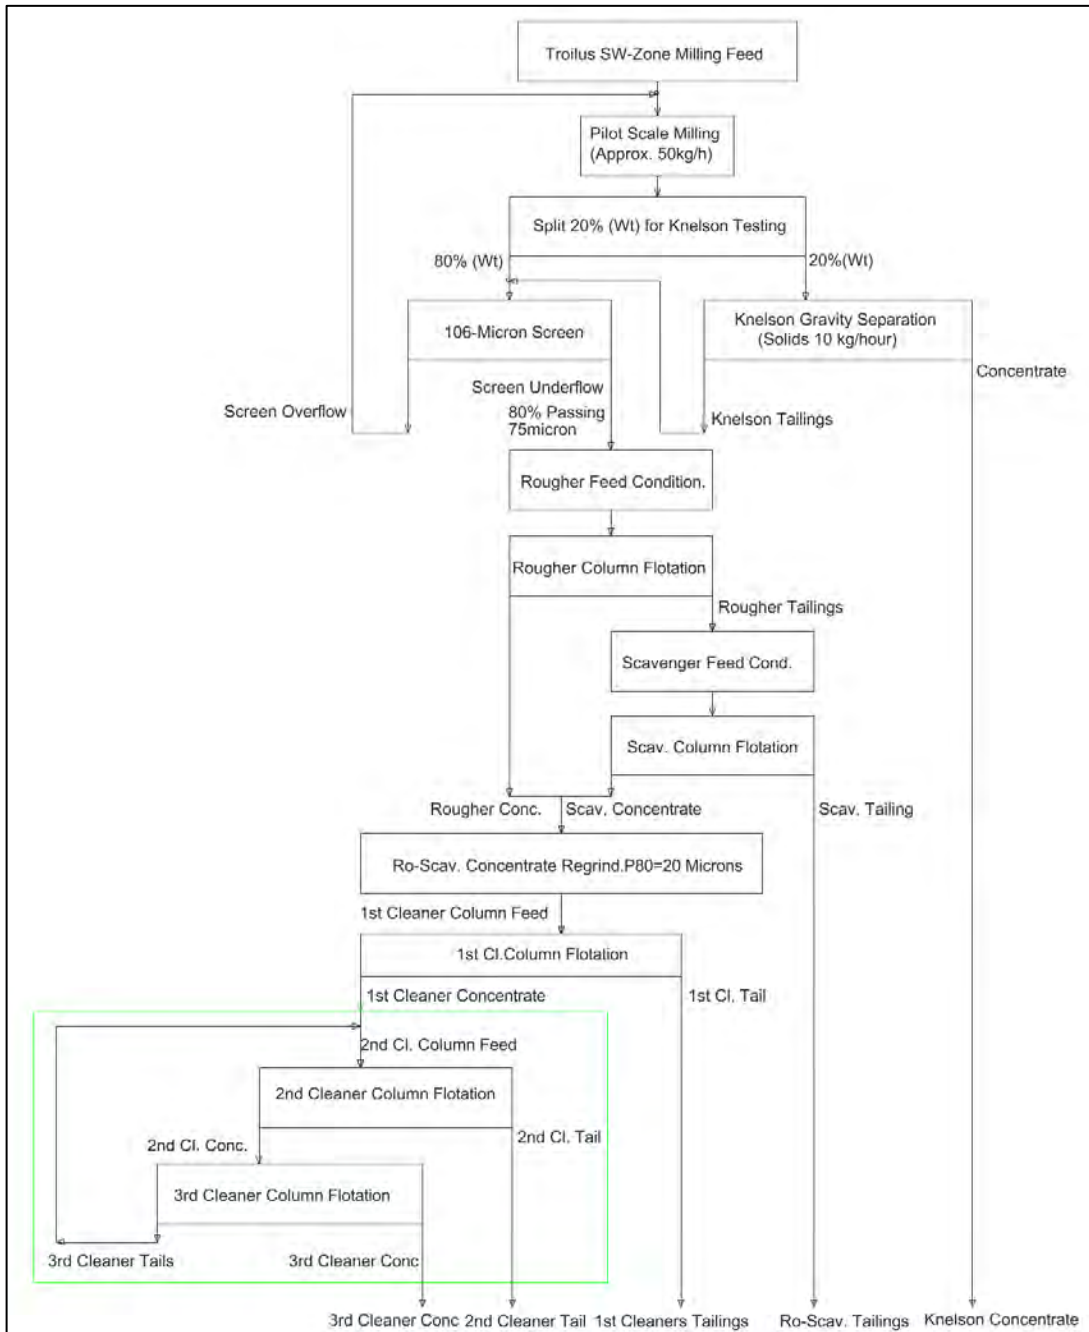 Troilus SW-Zone Milling Feed
Pilot Scale Milling
(Approx. 50kg/h)
Split 20% (Wt) for Knelson Testing
80% (Wt)
20%(Wt)
106-Micron Screen
Knelson Gravity Separation
(Solids 10 kg/hour)
Concentrate
Screen Underflow
Screen Overflow
80% Passing
75micron
Knelson Tailings
Rougher Feed Condition.
Rougher Column Flotation
Rougher Tailings
Scavenger Feed Cond.
Scav. Column Flotation
Rougher Conc.
Scav. Concentrate
Scav. Tailing
Ro-Scav. Concentrate Regrind.P80=20 Microns
1st Cleaner Column Feed
1st Cl.Column Flotation
1st Cleaner Concentrate
1st Cl. Tail
2nd Cl. Column Feed
2nd Cleaner Column Flotation
2nd Cl. Conc.
2nd Cl. Tail
3rd Cleaner Column Flotation
3rd Cleaner Tails
3rd Cleaner Conc
3rd Cleaner Conc
2nd Cleaner Tail
1st Cleaners Tailings
Ro-Scav. Tailings
Knelson Concentrate